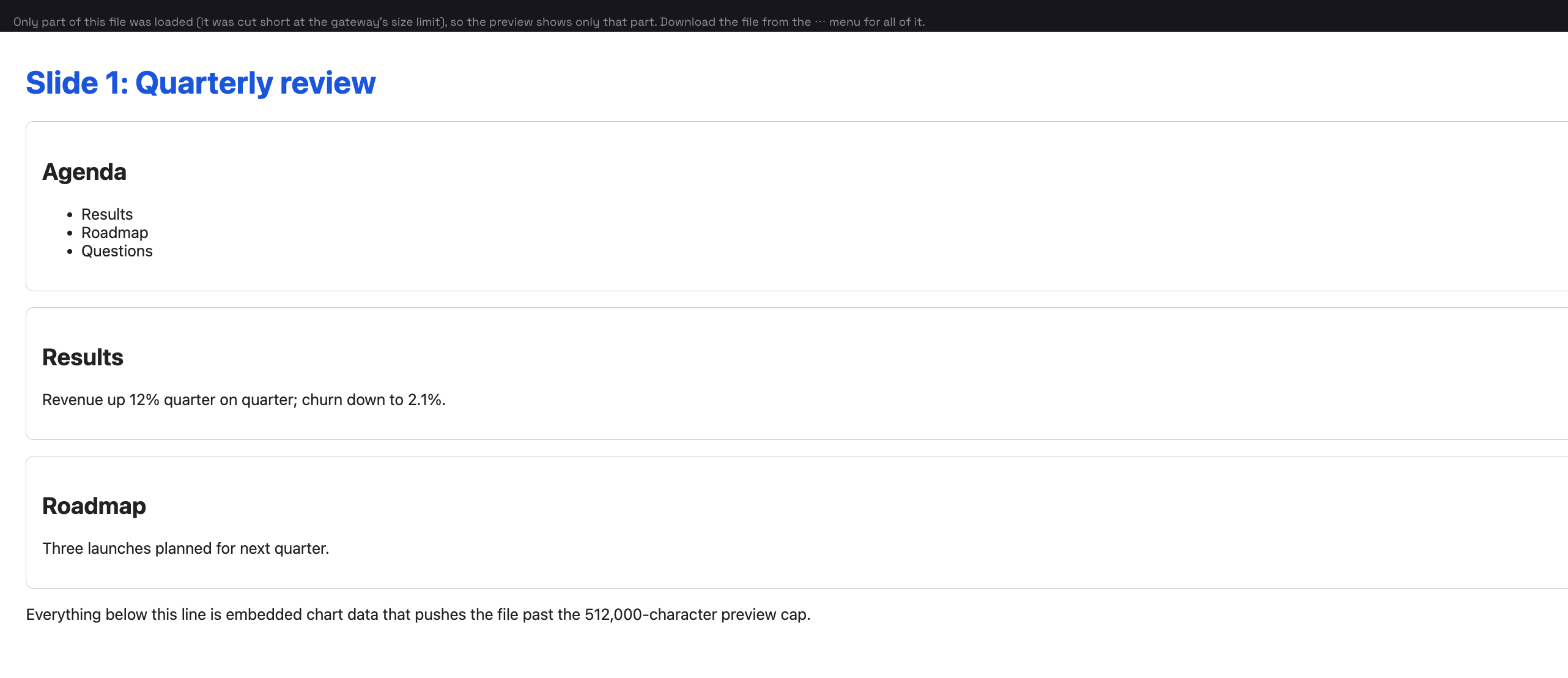 Only part of this file was loaded (it was cut short at the gateway's size limit), so the preview shows only that part. Download the file from the ··· menu for all of it.
Slide 1: Quarterly review
Agenda
• Results
• Roadmap
• Questions
Results
Revenue up 12% quarter on quarter; churn down to 2.1%.
Roadmap
Three launches planned for next quarter.
Everything below this line is embedded chart data that pushes the file past the 512,000-character preview cap.